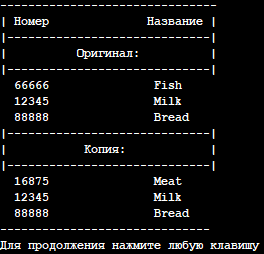 ------------------------------
| Номер              Название |
|-----------------------------|
|          Оригинал:          |
|-----------------------------|
  66666               Fish
  12345               Milk
  88888              Bread
|-----------------------------|
|           Копия:            |
|-----------------------------|
  16875               Meat
  12345               Milk
  88888              Bread
------------------------------
Для продолжения нажмите любую клавишу